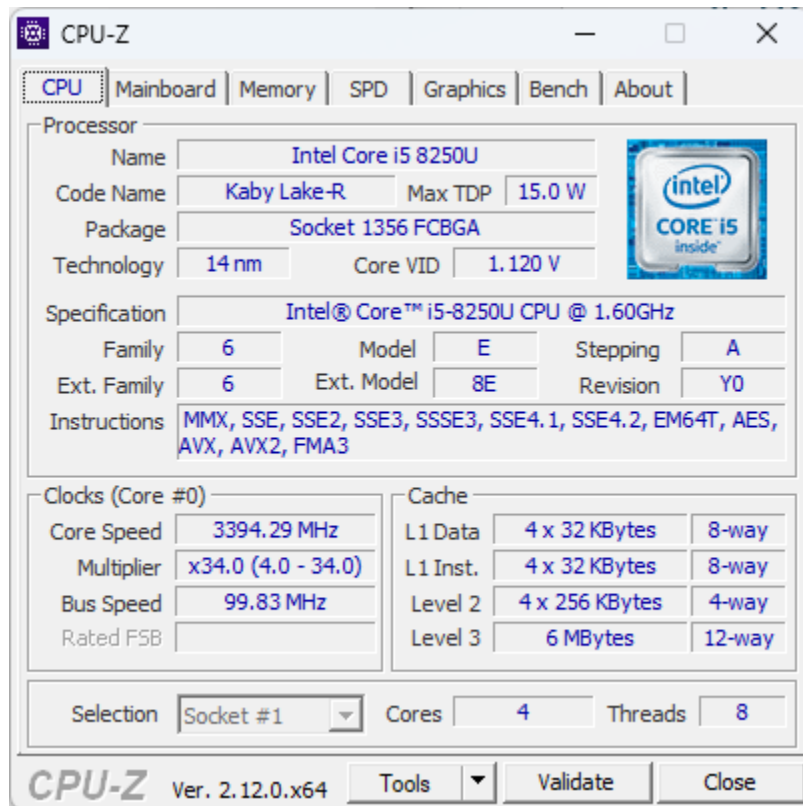 CPU-Z
CPU Mainboard Memory SPD Graphics Bench About
Processor
Name Intel Core i5 8250U
Code Name Kaby Lake-R Max TDP 15.0 W
Package Socket 1356 FCBGA
Technology 14 nm Core VID 1.120 V
intel
CORE i5
inside
Specification Intel® Core™ i5-8250U CPU @ 1.60GHz
Family 6 Model E Stepping A
Ext. Family 6 Ext. Model 8E Revision Y0
Instructions MMX, SSE, SSE2, SSE3, SSSE3, SSE4.1, SSE4.2, EM64T, AES,
AVX, AVX2, FMA3
Clocks (Core #0)
Core Speed 3394.29 MHz
Multiplier x34.0 (4.0 - 34.0)
Bus Speed 99.83 MHz
Rated FSB
Cache
L1 Data 4 x 32 KBytes 8-way
L1 Inst. 4 x 32 KBytes 8-way
Level 2 4 x 256 KBytes 4-way
Level 3 6 MBytes 12-way
Selection Socket #1 Cores 4 Threads 8
CPU-Z Ver. 2.12.0.x64 Tools Validate Close